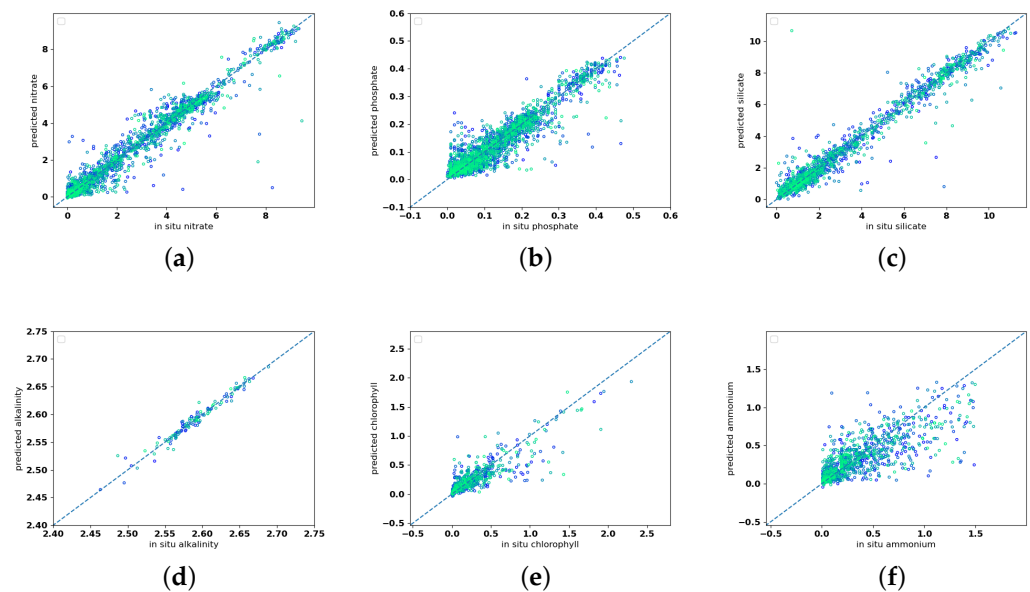 8
6
4
2
0
predicted nitrate
0 2 4 6 8
in situ nitrate
(a)
0.6
0.5
0.4
0.3
0.2
0.1
0.0
−0.1
predicted phosphate
−0.1 0.0 0.1 0.2 0.3 0.4 0.5 0.6
in situ phosphate
(b)
10
8
6
4
2
0
predicted silicate
0 2 4 6 8 10
in situ silicate
(c)
2.75
2.70
2.65
2.60
2.55
2.50
2.45
2.40
predicted alkalinity
2.40 2.45 2.50 2.55 2.60 2.65 2.70 2.75
in situ alkalinity
(d)
2.5
2.0
1.5
1.0
0.5
0.0
−0.5
predicted chlorophyll
−0.5 0.0 0.5 1.0 1.5 2.0 2.5
in situ chlorophyll
(e)
1.5
1.0
0.5
0.0
−0.5
predicted ammonium
−0.5 0.0 0.5 1.0 1.5
in situ ammonium
(f)